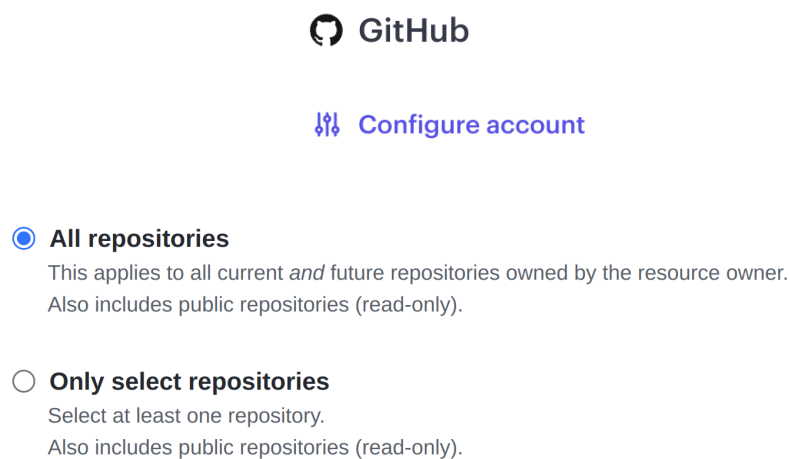 GitHub
Configure account
All repositories
This applies to all current and future repositories owned by the resource owner.
Also includes public repositories (read-only).
Only select repositories
Select at least one repository.
Also includes public repositories (read-only).